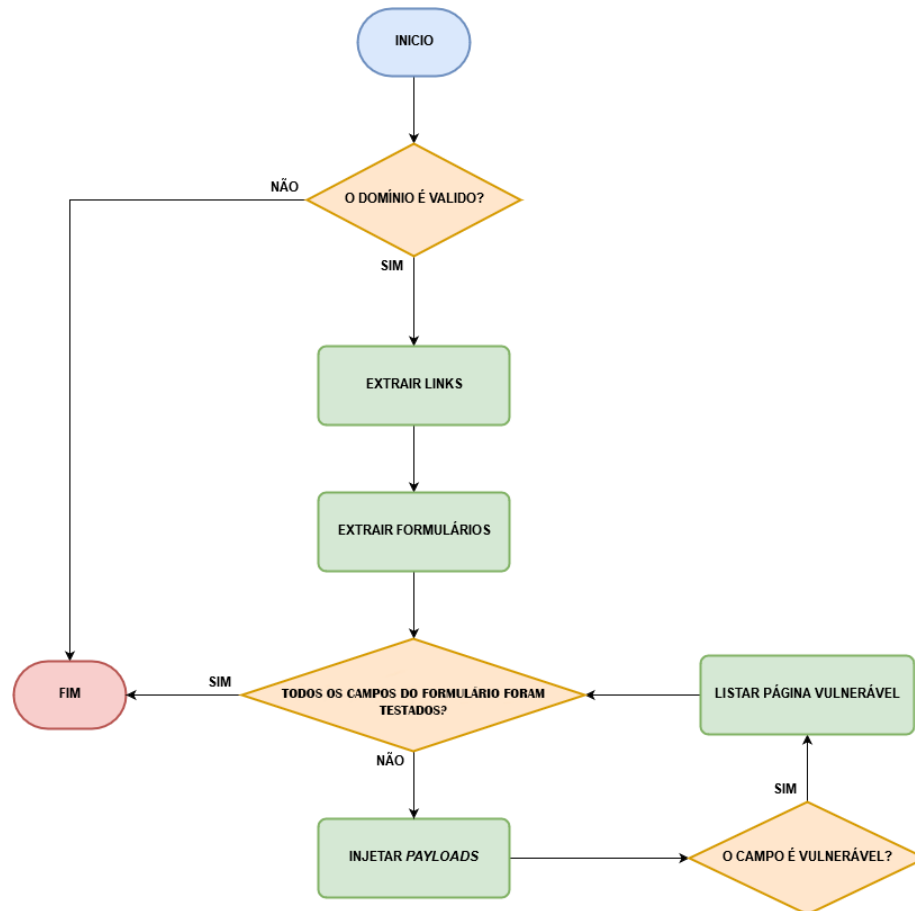 INICIO
NÃO
O DOMÍNIO É VALIDO?
SIM
EXTRAIR LINKS
EXTRAIR FORMULÁRIOS
SIM
TODOS OS CAMPOS DO FORMULÁRIO FORAM
TESTADOS?
FIM
LISTAR PÁGINA VULNERÁVEL
NÃO
SIM
INJETAR PAYLOADS
O CAMPO É VULNERÁVEL?